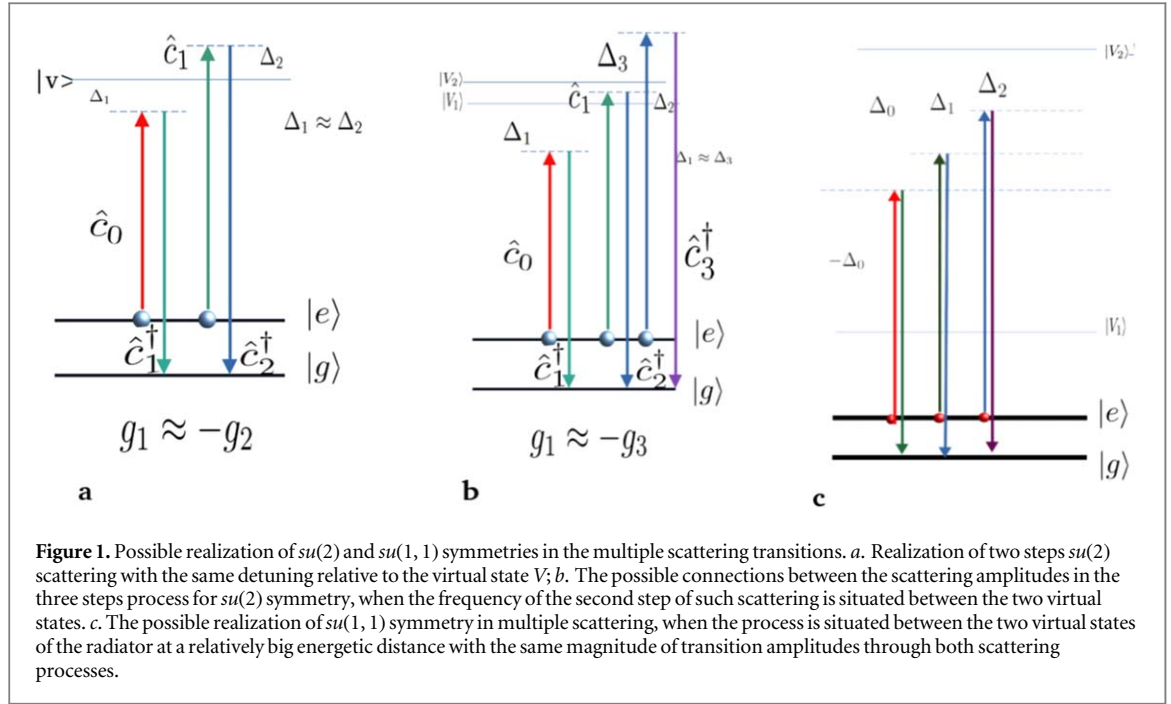 ĉ₁
Δ₂
|v>
Δ₁
Δ₁ ≈ Δ₂
ĉ₀
|e⟩
ĉ₁†
ĉ₂†
|g⟩
g₁ ≈ −g₂
a
Δ₃
|V₂⟩
|V₁⟩
ĉ₁
Δ₂
Δ₁
Δ₁ ≈ Δ₃
ĉ₀
ĉ₃†
|e⟩
ĉ₁†
ĉ₂†
|g⟩
g₁ ≈ −g₃
b
|V₂⟩
Δ₀
Δ₁
Δ₂
−Δ₀
|V₁⟩
|e⟩
|g⟩
c
Figure 1. Possible realization of su(2) and su(1, 1) symmetries in the multiple scattering transitions. a. Realization of two steps su(2)
scattering with the same detuning relative to the virtual state V; b. The possible connections between the scattering amplitudes in the
three steps process for su(2) symmetry, when the frequency of the second step of such scattering is situated between the two virtual
states. c. The possible realization of su(1, 1) symmetry in multiple scattering, when the process is situated between the two virtual states
of the radiator at a relatively big energetic distance with the same magnitude of transition amplitudes through both scattering
processes.